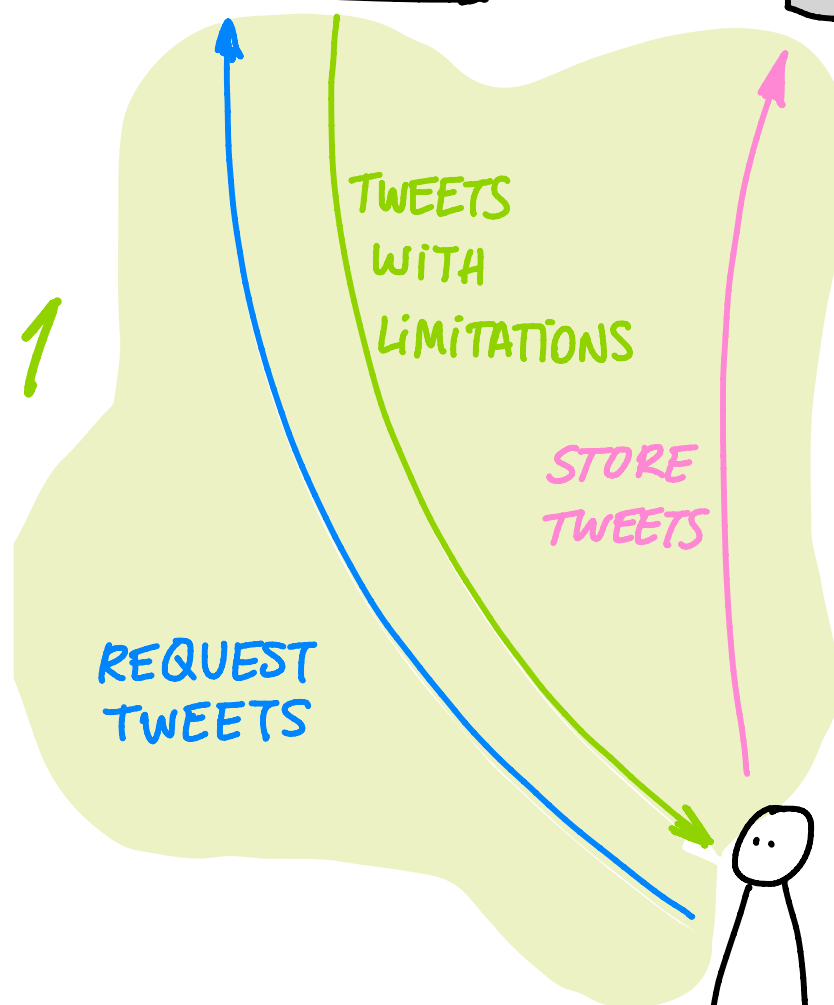 TWEETS
WITH
LIMITATIONS
1
STORE
TWEETS
REQUEST
TWEETS